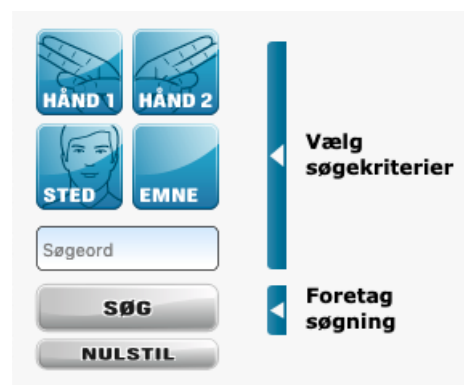 HÅND 1 HÅND 2
STED EMNE
Søgeord
SØG
NULSTIL
Vælg
søgekriterier
Foretag
søgning